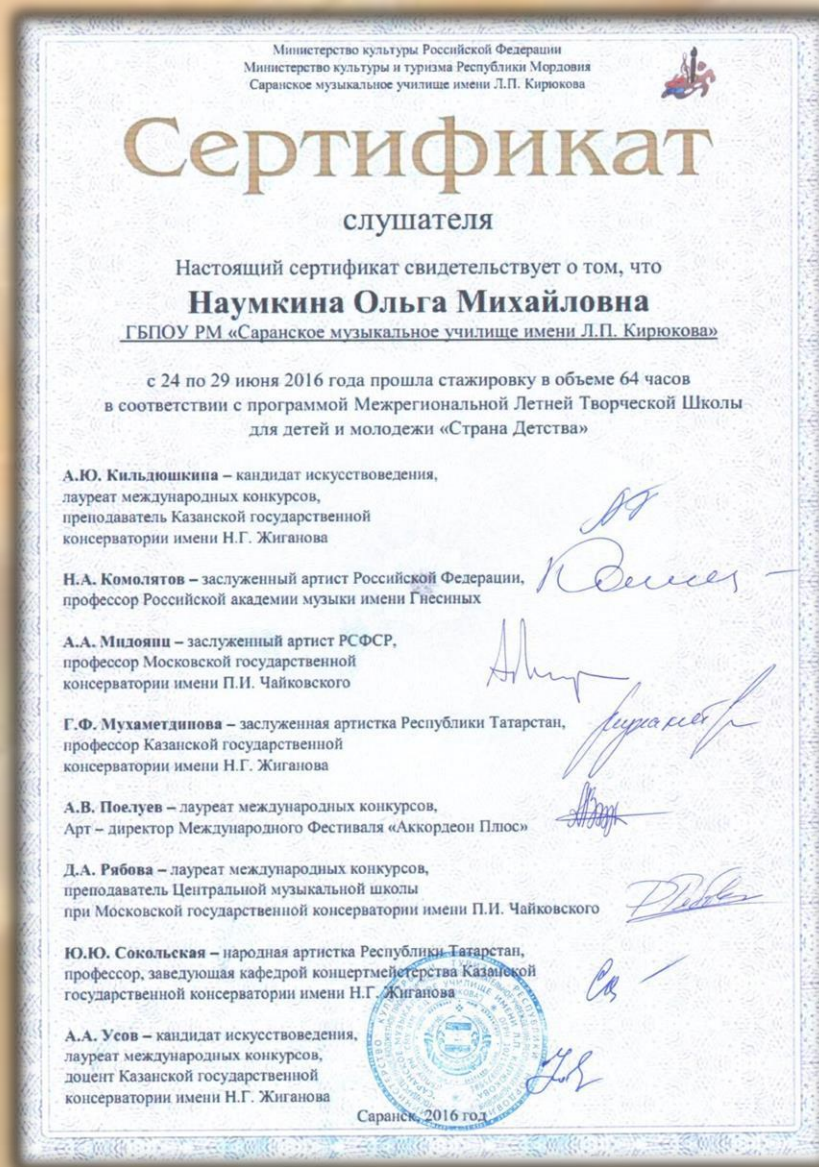 Министерство культуры Российской Федерации
Министерство культуры и туризма Республики Мордовия
Саранское музыкальное училище имени Л.П. Кирюкова
Сертификат
слушателя
Настоящий сертификат свидетельствует о том, что
Наумкина Ольга Михайловна
ГБПОУ РМ «Саранское музыкальное училище имени Л.П. Кирюкова»
с 24 по 29 июня 2016 года прошла стажировку в объеме 64 часов
в соответствии с программой Межрегиональной Летней Творческой Школы
для детей и молодежи «Страна Детства»
А.Ю. Кильдюшкина – кандидат искусствоведения,
лауреат международных конкурсов,
преподаватель Казанской государственной
консерватории имени Н.Г. Жиганова
Н.А. Комолятов – заслуженный артист Российской Федерации,
профессор Российской академии музыки имени Гнесиных
А.А. Мндоянц – заслуженный артист РСФСР,
профессор Московской государственной
консерватории имени П.И. Чайковского
Г.Ф. Мухаметдинова – заслуженная артистка Республики Татарстан,
профессор Казанской государственной
консерватории имени Н.Г. Жиганова
А.В. Поелуев – лауреат международных конкурсов,
Арт – директор Международного Фестиваля «Аккордеон Плюс»
Д.А. Рябова – лауреат международных конкурсов,
преподаватель Центральной музыкальной школы
при Московской государственной консерватории имени П.И. Чайковского
Ю.Ю. Сокольская – народная артистка Республики Татарстан,
профессор, заведующая кафедрой концертмейстерства Казанской
государственной консерватории имени Н.Г. Жиганова
А.А. Усов – кандидат искусствоведения,
лауреат международных конкурсов,
доцент Казанской государственной
консерватории имени Н.Г. Жиганова
Саранск, 2016 год